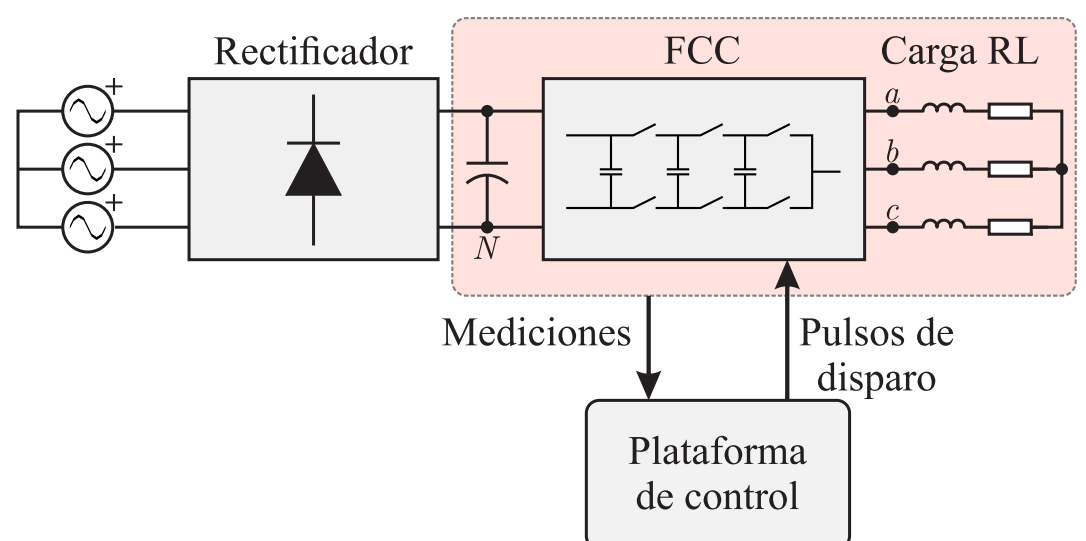 Rectificador
FCC
Carga RL
+
+
+
a
b
c
N
Mediciones
Pulsos de
disparo
Plataforma
de control